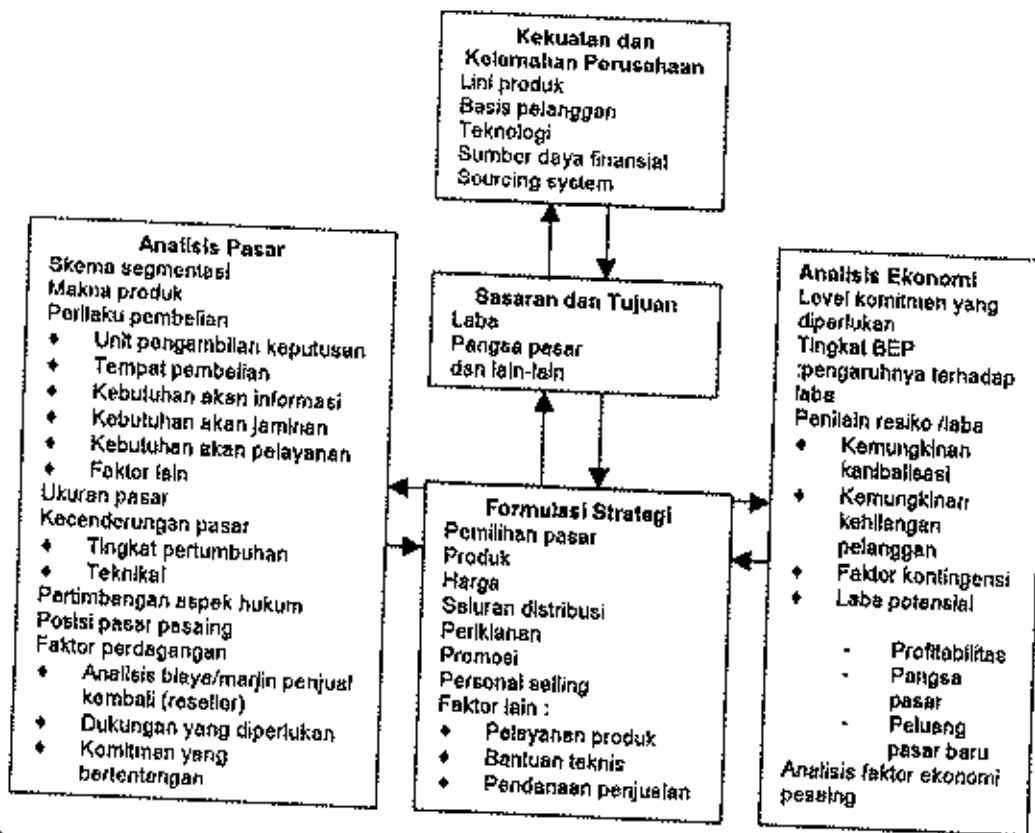 Kekuatan dan
Kelemahan Perusahaan
Lini produk
Basis pelanggan
Teknologi
Sumber daya finansial
Sourcing system
Analisis Pasar
Skema segmentasi
Makna produk
Perilaku pembelian
♦ Unit pengambilan keputusan
♦ Tempat pembelian
♦ Kebutuhan akan informasi
♦ Kebutuhan akan jaminan
♦ Kebutuhan akan pelayanan
♦ Faktor lain
Ukuran pasar
Kecenderungan pasar
♦ Tingkat pertumbuhan
♦ Teknikal
Pertimbangan aspek hukum
Posisi pasar pesaing
Faktor perdagangan
♦ Analisis biaya/marjin penjual
kembali (reseller)
♦ Dukungan yang diperlukan
♦ Komitmen yang
bertentangan
Sasaran dan Tujuan
Laba
Pangsa pasar
dan lain-lain
Formulasi Strategi
Pemilihan pasar
Produk
Harga
Saluran distribusi
Periklanan
Promosi
Personal selling
Faktor lain :
♦ Pelayanan produk
♦ Bantuan teknis
♦ Pendanaan penjualan
Analisis Ekonomi
Level komitmen yang
diperlukan
Tingkat BEP
:pengaruhnya terhadap
laba
Penilain resiko /laba
♦ Kemungkinan
kanibalisasi
♦ Kemungkinan
kehilangan
pelanggan
♦ Faktor kontingensi
♦ Laba potensial
- Profitabilitas
- Pangsa
pasar
- Peluang
pasar baru
Analisis faktor ekonomi
pesaing